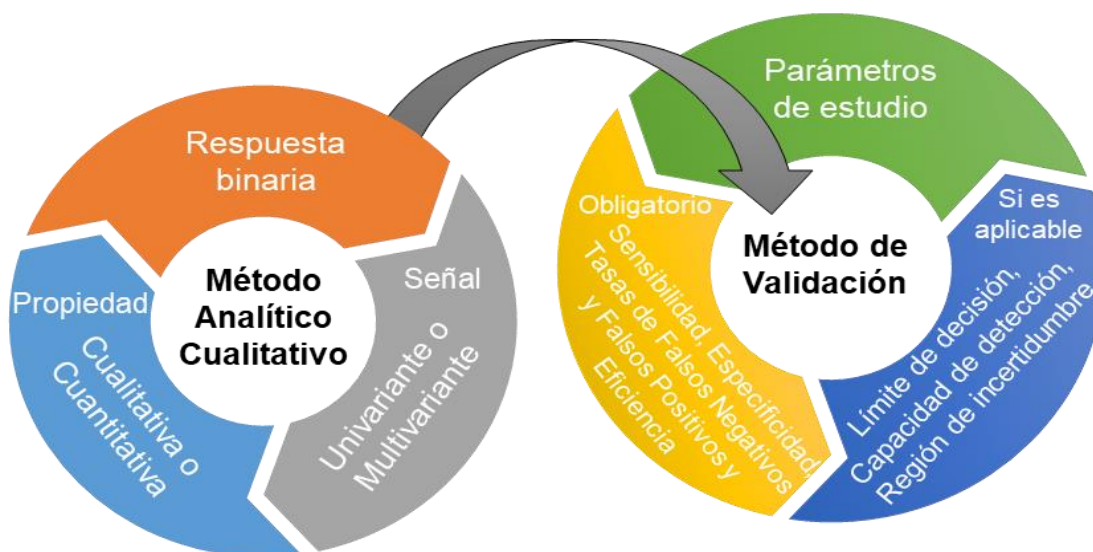 Respuesta
binaria
Propiedad
Cualitativa o
Cuantitativa
Método
Analítico
Cualitativo
Señal
Univariante o
Multivariante
Parámetros
de estudio
Obligatorio
Sensibilidad, Especificidad,
Tasas de Falsos Negativos
y Falsos Positivos y
Eficiencia
Método de
Validación
Si es
aplicable
Límite de decisión,
Capacidad de detección,
Región de incertidumbre